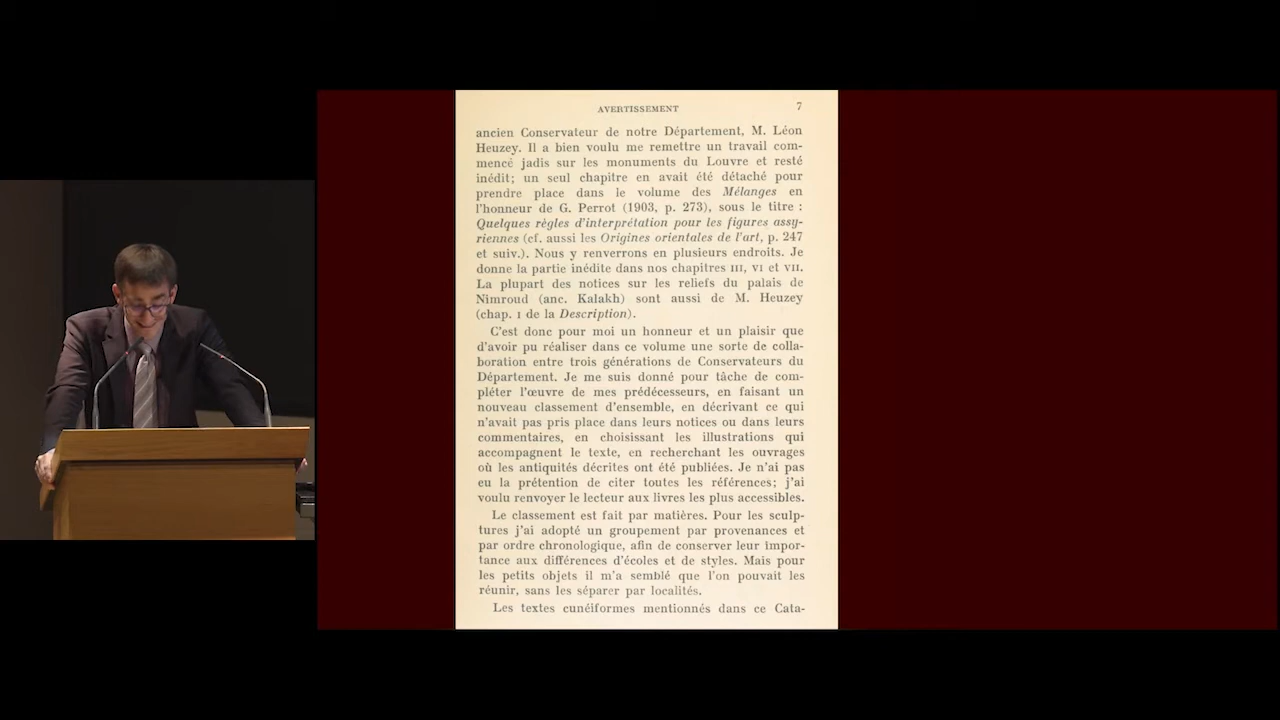 AVERTISSEMENT 7
ancien Conservateur de notre Département, M. Léon
Heuzey. Il a bien voulu me remettre un travail com-
mencé jadis sur les monuments du Louvre et resté
inédit; un seul chapitre en avait été détaché pour
prendre place dans le volume des Mélanges en
l'honneur de G. Perrot (1903, p. 273), sous le titre :
Quelques règles d'interprétation pour les figures assy-
riennes (cf. aussi les Origines orientales de l'art, p. 247
et suiv.). Nous y renverrons en plusieurs endroits. Je
donne la partie inédite dans nos chapitres III, VI et VII.
La plupart des notices sur les reliefs du palais de
Nimroud (anc. Kalakh) sont aussi de M. Heuzey
(chap. I de la Description).
C'est donc pour moi un honneur et un plaisir que
d'avoir pu réaliser dans ce volume une sorte de colla-
boration entre trois générations de Conservateurs du
Département. Je me suis donné pour tâche de com-
pléter l'œuvre de mes prédécesseurs, en faisant un
nouveau classement d'ensemble, en décrivant ce qui
n'avait pas pris place dans leurs notices ou dans leurs
commentaires, en choisissant les illustrations qui
accompagnent le texte, en recherchant les ouvrages
où les antiquités décrites ont été publiées. Je n'ai pas
eu la prétention de citer toutes les références; j'ai
voulu renvoyer le lecteur aux livres les plus accessibles.
Le classement est fait par matières. Pour les sculp-
tures j'ai adopté un groupement par provenances et
par ordre chronologique, afin de conserver leur impor-
tance aux différences d'écoles et de styles. Mais pour
les petits objets il m'a semblé que l'on pouvait les
réunir, sans les séparer par localités.
Les textes cunéiformes mentionnés dans ce Cata-